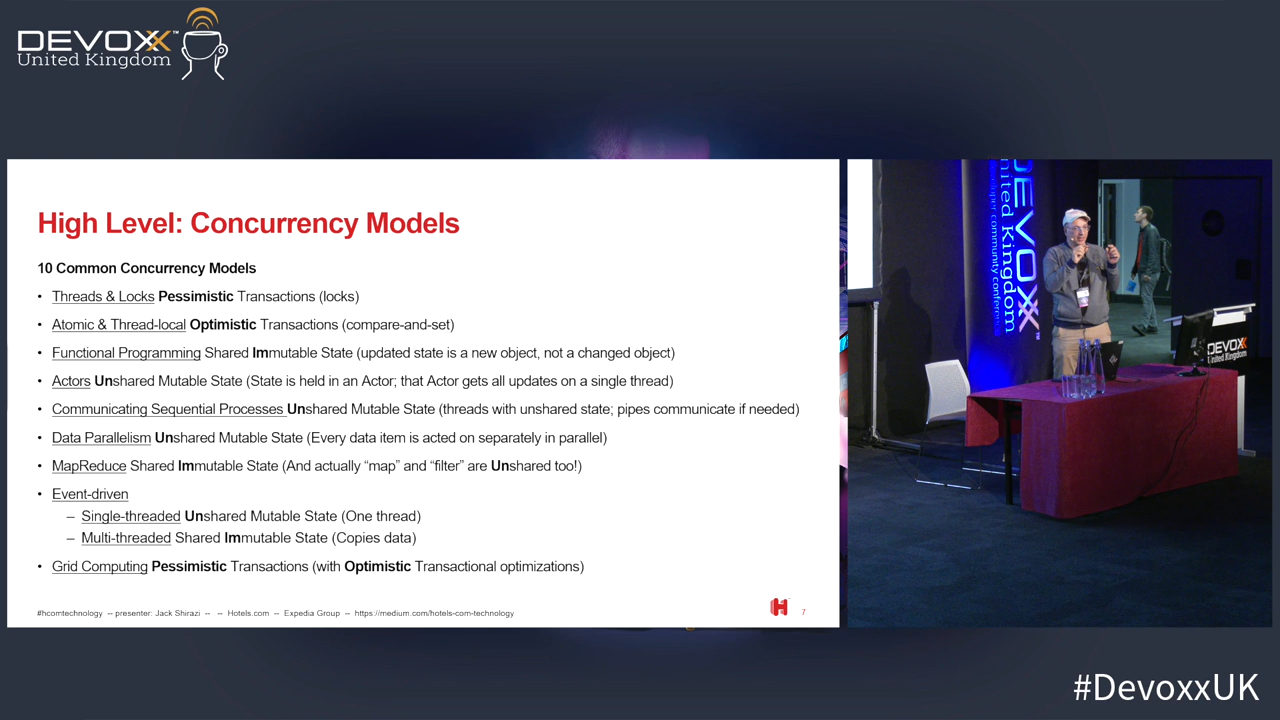 DEVOXX™
United Kingdom
High Level: Concurrency Models
10 Common Concurrency Models
• Threads & Locks Pessimistic Transactions (locks)
• Atomic & Thread-local Optimistic Transactions (compare-and-set)
• Functional Programming Shared Immutable State (updated state is a new object, not a changed object)
• Actors Unshared Mutable State (State is held in an Actor; that Actor gets all updates on a single thread)
• Communicating Sequential Processes Unshared Mutable State (threads with unshared state; pipes communicate if needed)
• Data Parallelism Unshared Mutable State (Every data item is acted on separately in parallel)
• MapReduce Shared Immutable State (And actually “map” and “filter” are Unshared too!)
• Event-driven
– Single-threaded Unshared Mutable State (One thread)
– Multi-threaded Shared Immutable State (Copies data)
• Grid Computing Pessimistic Transactions (with Optimistic Transactional optimizations)
#hcomtechnology -- presenter: Jack Shirazi -- -- Hotels.com -- Expedia Group -- https://medium.com/hotels-com-technology
H
7
DEVOXX
United Kingdom
developer community conference
DEVOXX
United Kingdom
#DevoxxUK